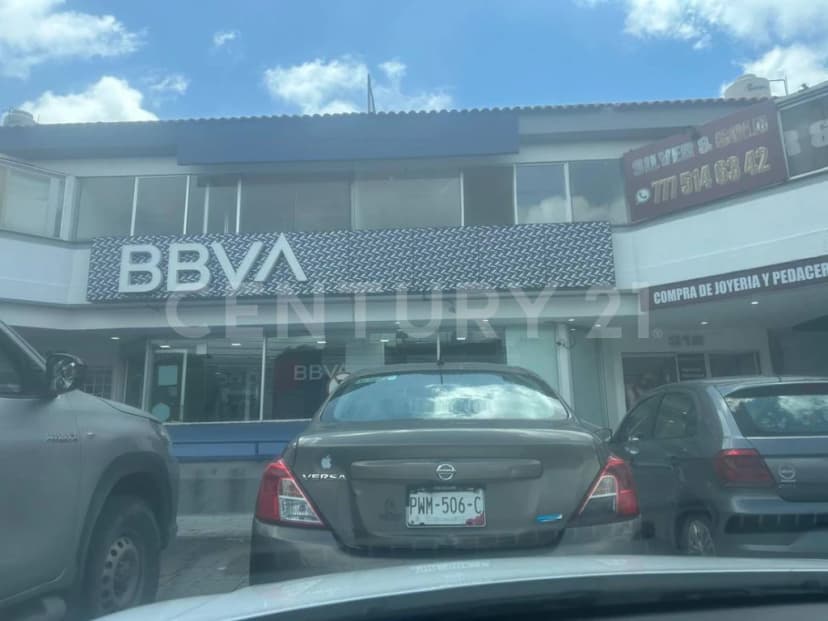 SILVER & GOLD
777 514 63 42
BBVA
COMPRA DE JOYERIA Y PEDACER
CENTURY 21
BBVA
VERSA
PWM-506-C